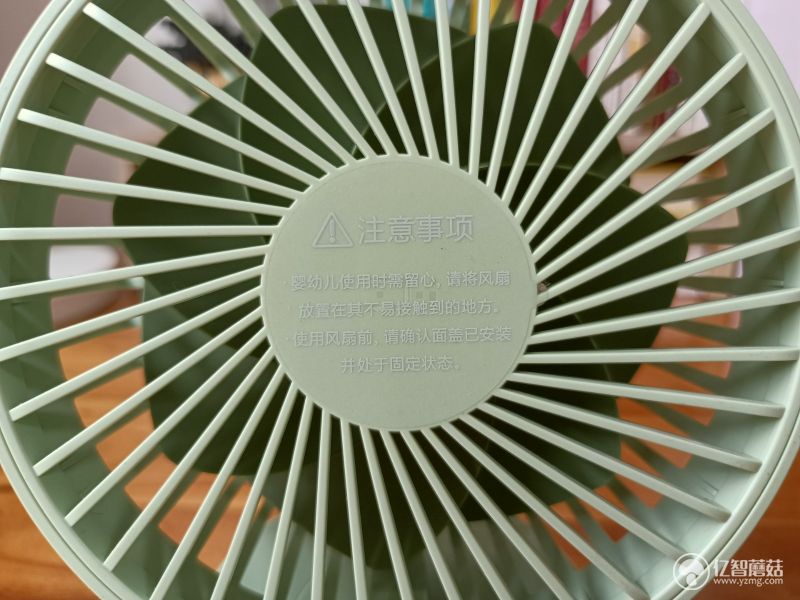 注意事项
·婴幼儿使用时需留心,请将风扇
放置在其不易接触到的地方。
·使用风扇前,请确认面盖已安装
并处于固定状态。
亿智蘑菇
www.yzmg.com